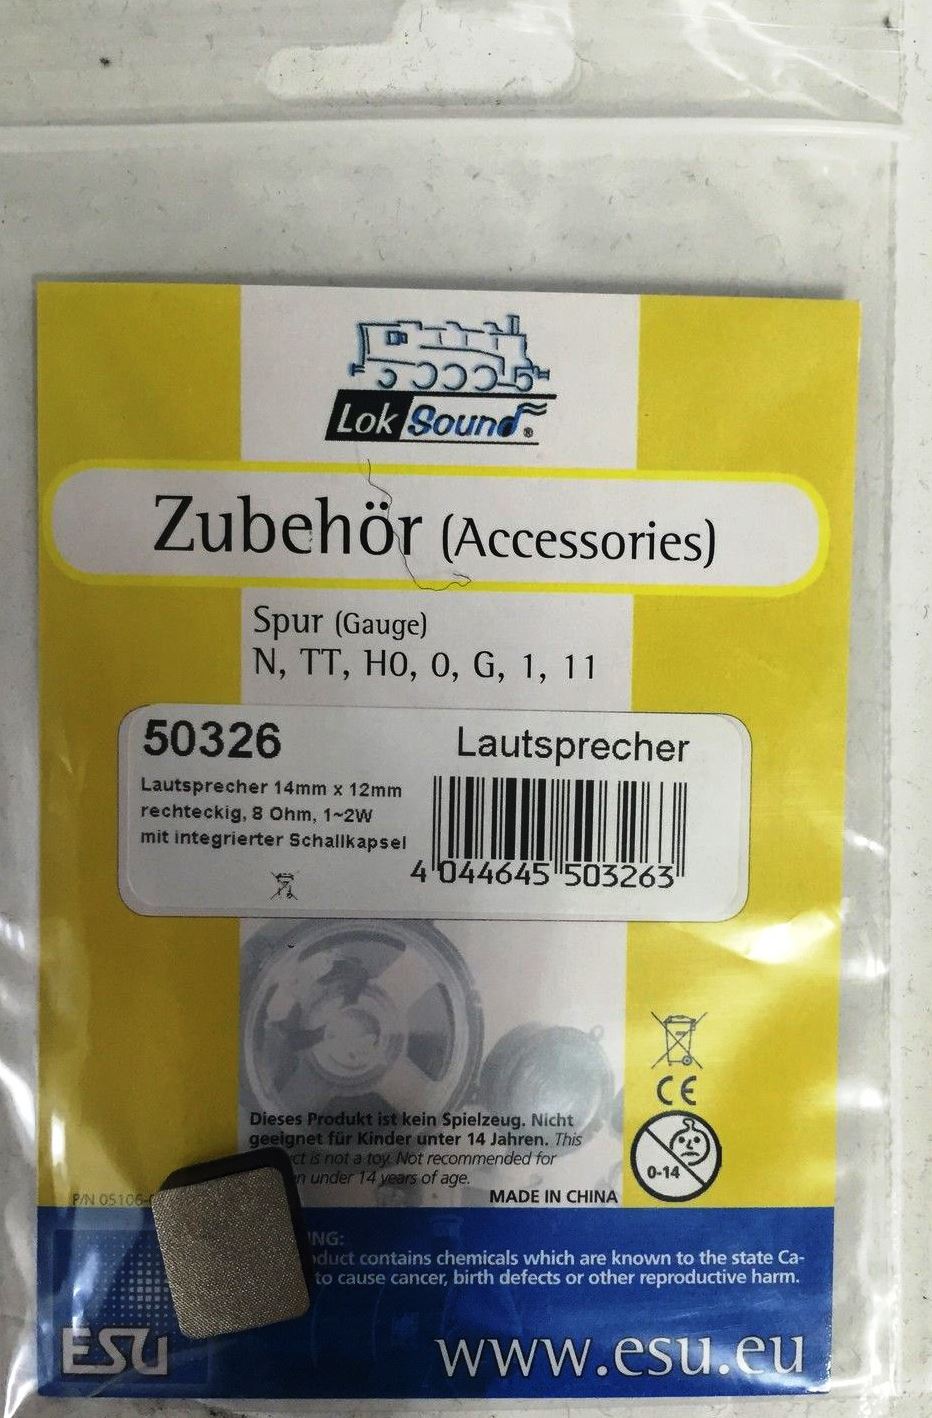 LokSound®
Zubehör (Accessories)
Spur (Gauge)
N, TT, H0, 0, G, 1, 11
50326
Lautsprecher
Lautsprecher 14mm x 12mm
rechteckig, 8 Ohm, 1~2W
mit integrierter Schallkapsel
4 044645 503263
Dieses Produkt ist kein Spielzeug. Nicht
geeignet für Kinder unter 14 Jahren. This
is not a toy. Not recommended for
under 14 years of age.
CE
0-14
P/N 05106-
MADE IN CHINA
contains chemicals which are known to the state Ca-
to cause cancer, birth defects or other reproductive harm.
ESU
www.esu.eu